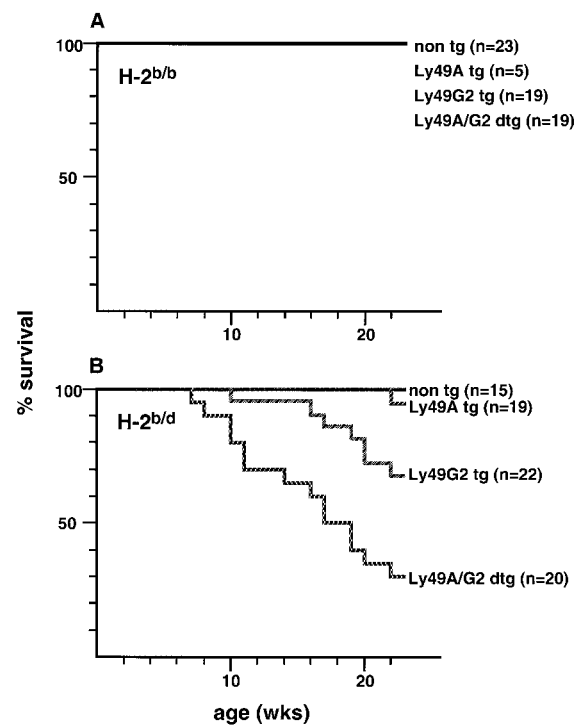 A
100
H-2b/b
non tg (n=23)
Ly49A tg (n=5)
Ly49G2 tg (n=19)
Ly49A/G2 dtg (n=19)
50
10
20
% survival
B
100
H-2b/d
non tg (n=15)
Ly49A tg (n=19)
Ly49G2 tg (n=22)
50
Ly49A/G2 dtg (n=20)
10
20
age (wks)